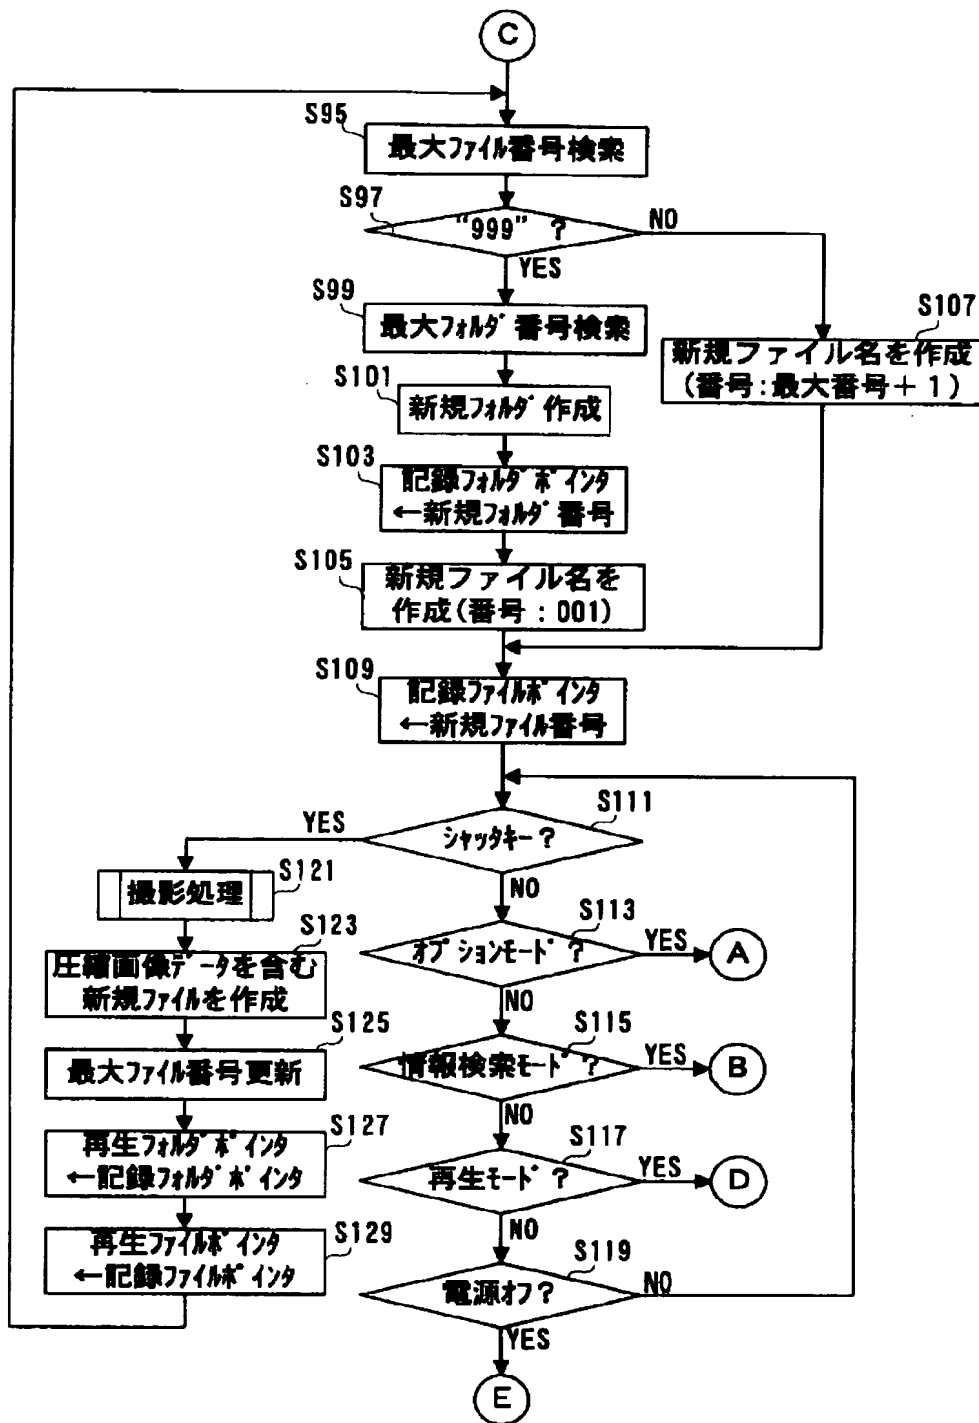 C
S95
最大ファイル番号検索
S97
“999” ?
NO
YES
S99
最大フォルダ番号検索
S107
新規ファイル名を作成
(番号:最大番号+1)
S101
新規フォルダ作成
S103
記録フォルダポインタ
←新規フォルダ番号
S105
新規ファイル名を
作成(番号:001)
S109
記録ファイルポインタ
←新規ファイル番号
S111
シャッタキー?
YES
NO
S121
撮影処理
S113
オプションモード?
YES
A
NO
S123
圧縮画像データを含む
新規ファイルを作成
S115
情報検索モード?
YES
B
NO
S125
最大ファイル番号更新
S117
再生モード?
YES
D
NO
S127
再生フォルダポインタ
←記録フォルダポインタ
S119
電源オフ?
NO
YES
S129
再生ファイルポインタ
←記録ファイルポインタ
E